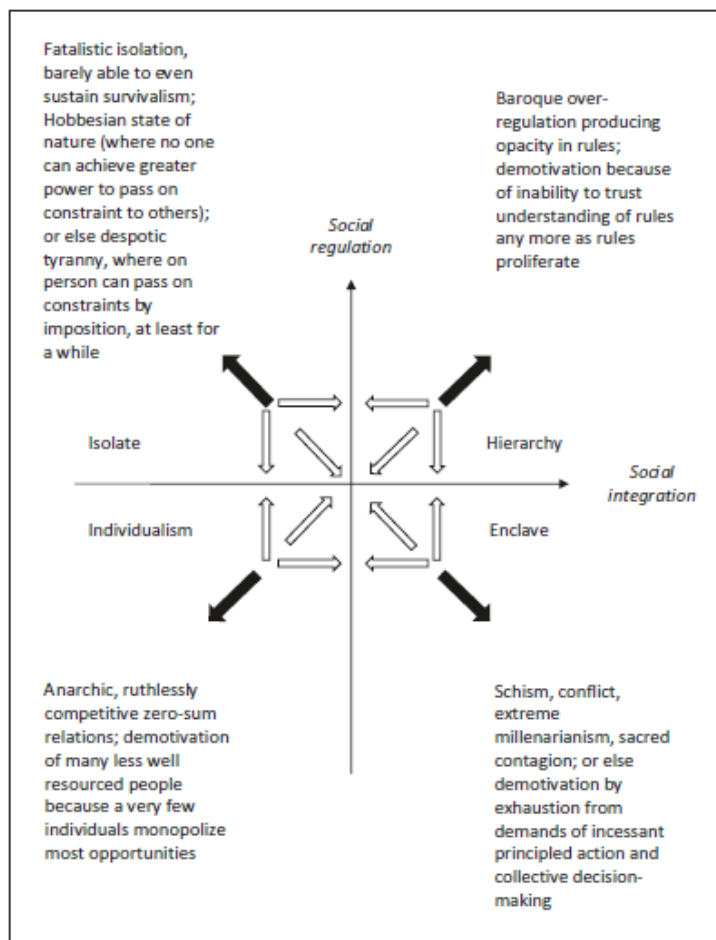 Fatalistic isolation,
barely able to even
sustain survivalism;
Hobbesian state of
nature (where no one
can achieve greater
power to pass on
constraint to others);
or else despotic
tyranny, where on
person can pass on
constraints by
imposition, at least for
a while
Baroque over-
regulation producing
opacity in rules;
demotivation because
of inability to trust
understanding of rules
any more as rules
proliferate
Social
regulation
Isolate
Hierarchy
Social
integration
Individualism
Enclave
Anarchic, ruthlessly
competitive zero-sum
relations; demotivation
of many less well
resourced people
because a very few
individuals monopolize
most opportunities
Schism, conflict,
extreme
millenarianism, sacred
contagion; or else
demotivation by
exhaustion from
demands of incessant
principled action and
collective decision-
making